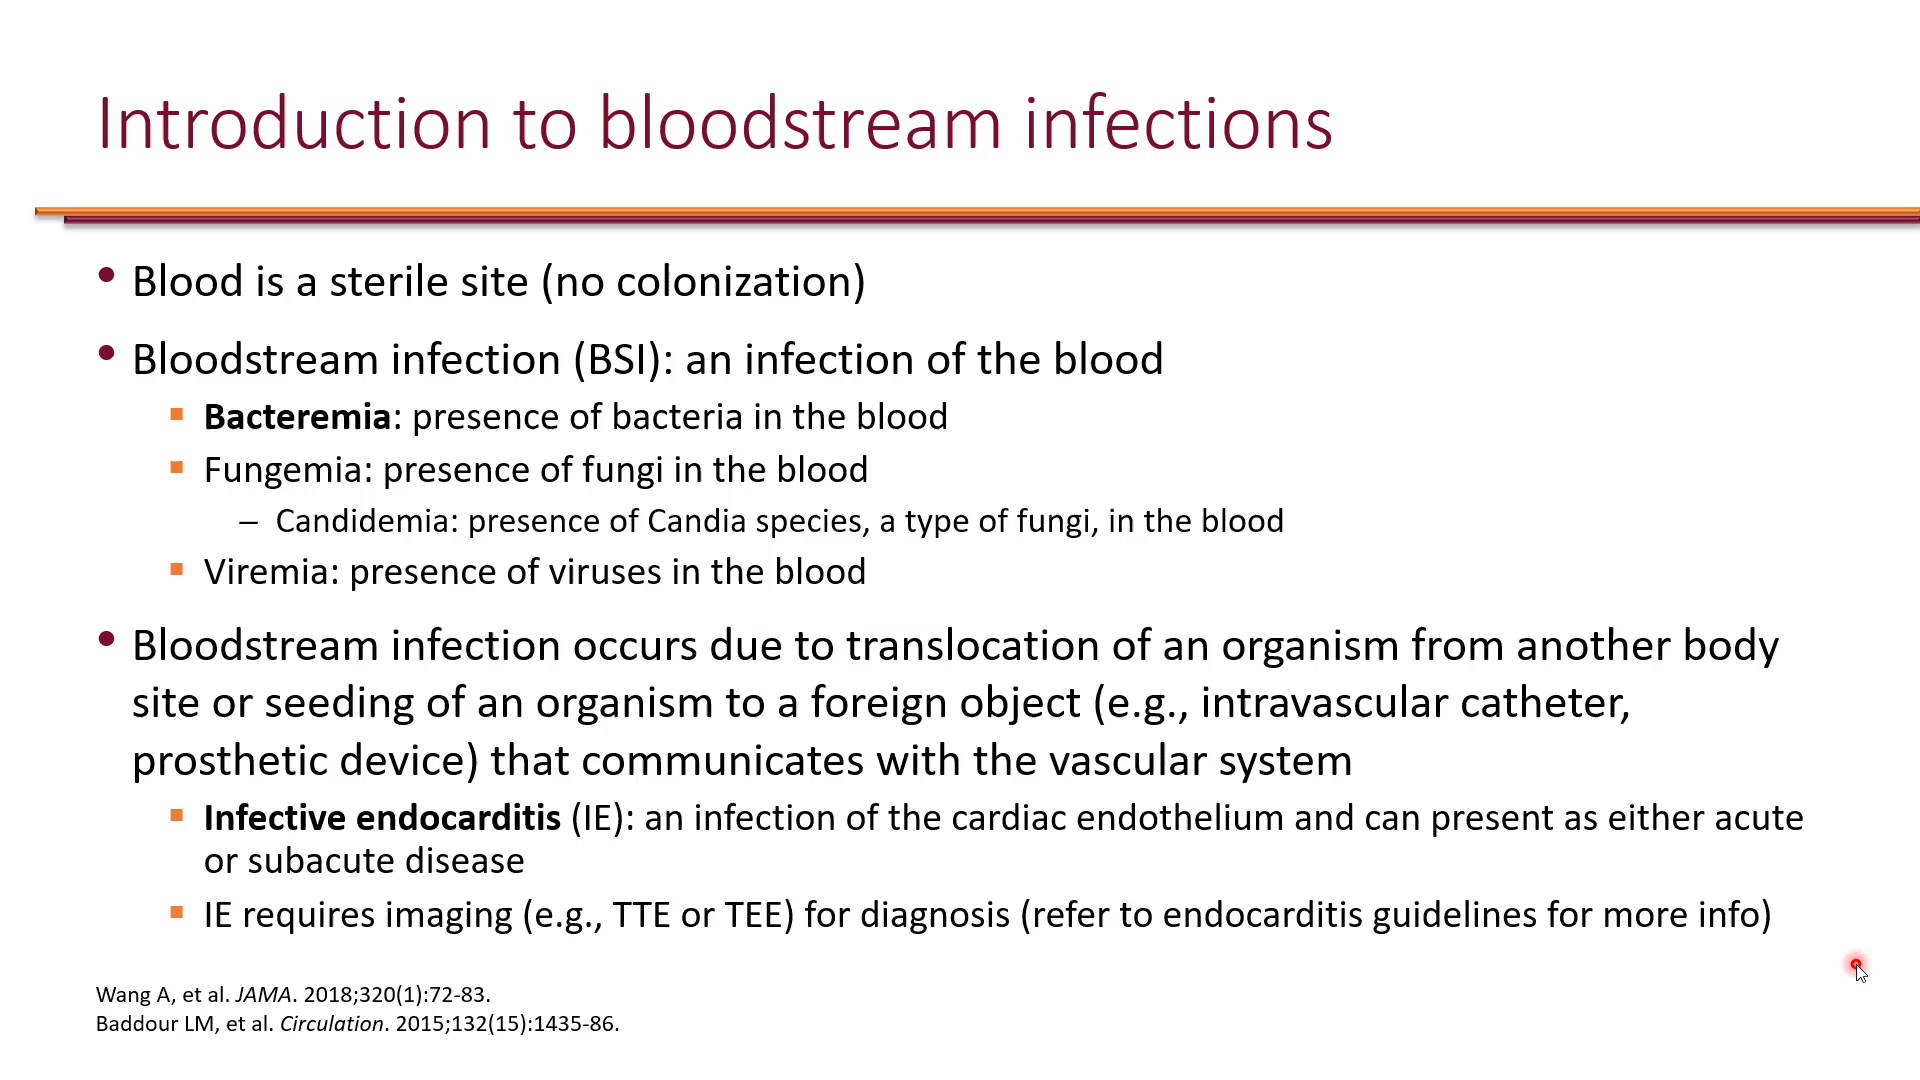 Introduction to bloodstream infections
• Blood is a sterile site (no colonization)
• Bloodstream infection (BSI): an infection of the blood
▪ Bacteremia: presence of bacteria in the blood
▪ Fungemia: presence of fungi in the blood
– Candidemia: presence of Candia species, a type of fungi, in the blood
▪ Viremia: presence of viruses in the blood
• Bloodstream infection occurs due to translocation of an organism from another body
site or seeding of an organism to a foreign object (e.g., intravascular catheter,
prosthetic device) that communicates with the vascular system
▪ Infective endocarditis (IE): an infection of the cardiac endothelium and can present as either acute
or subacute disease
▪ IE requires imaging (e.g., TTE or TEE) for diagnosis (refer to endocarditis guidelines for more info)
Wang A, et al. JAMA. 2018;320(1):72-83.
Baddour LM, et al. Circulation. 2015;132(15):1435-86.